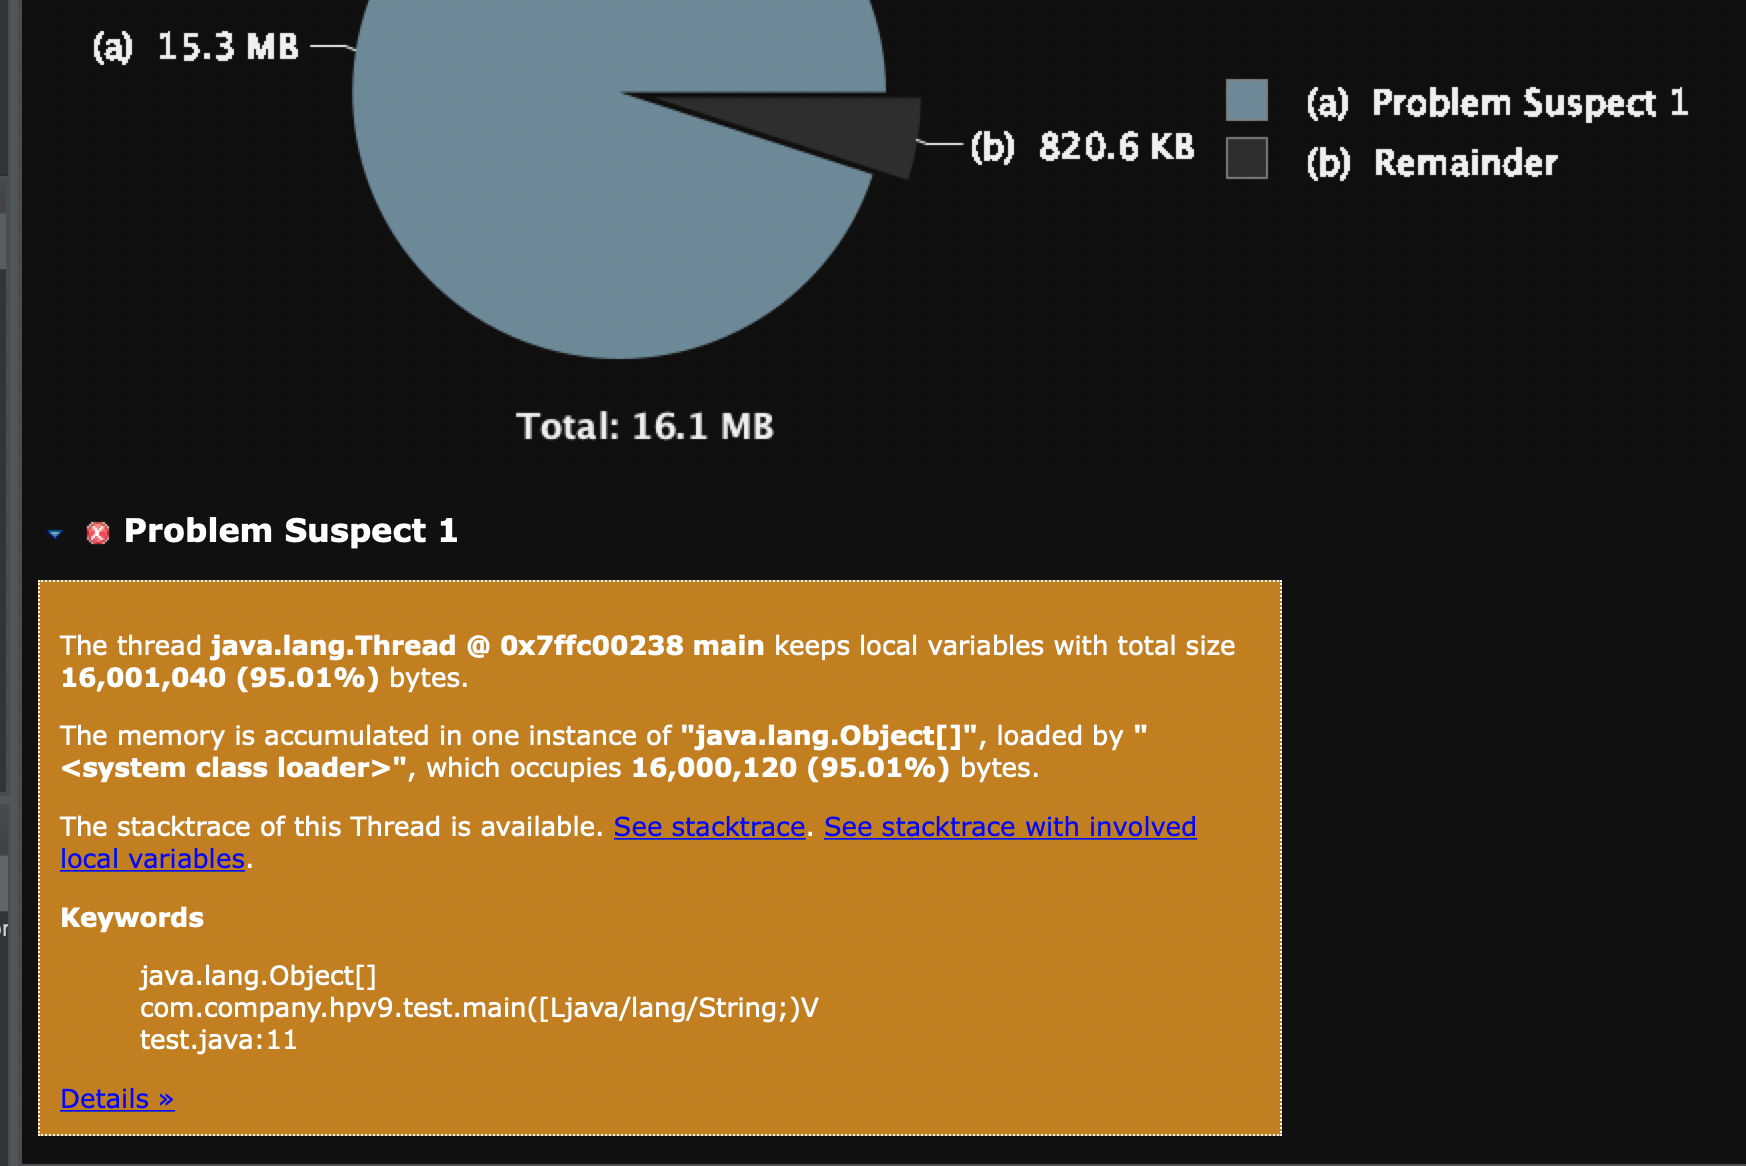 (a) 15.3 MB
(b) 820.6 KB
(a) Problem Suspect 1
(b) Remainder
Total: 16.1 MB
Problem Suspect 1
The thread java.lang.Thread @ 0x7ffc00238 main keeps local variables with total size
16,001,040 (95.01%) bytes.
The memory is accumulated in one instance of "java.lang.Object[]", loaded by "
<system class loader>", which occupies 16,000,120 (95.01%) bytes.
The stacktrace of this Thread is available. See stacktrace. See stacktrace with involved
local variables.
Keywords
java.lang.Object[]
com.company.hpv9.test.main([Ljava/lang/String;)V
test.java:11
Details »